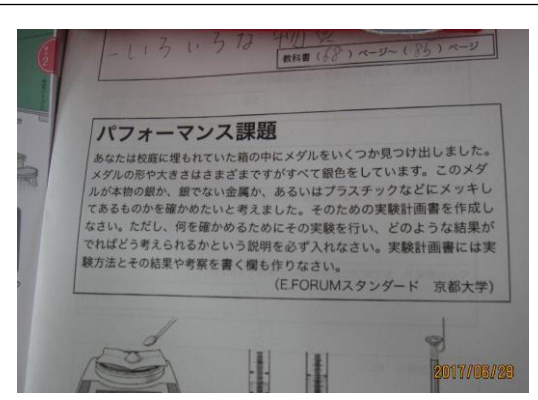 -いろいろな物質
教科書(68)ページ~(85)ページ
パフォーマンス課題
あなたは校庭に埋もれていた箱の中にメダルをいくつか見つけ出しました。
メダルの形や大きさはさまざまですがすべて銀色をしています。このメダ
ルが本物の銀か、銀でない金属か、あるいはプラスチックなどにメッキし
てあるものかを確かめたいと考えました。そのための実験計画書を作成し
なさい。ただし、何を確かめるためにその実験を行い、どのような結果が
でればどう考えられるかという説明を必ず入れなさい。実験計画書には実
験方法とその結果や考察を書く欄も作りなさい。
(E.FORUMスタンダード 京都大学)
2017/06/29